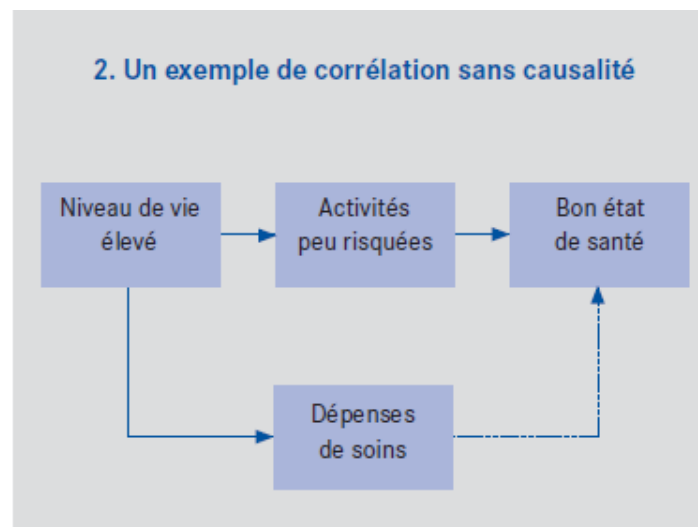 2. Un exemple de corrélation sans causalité
Niveau de vie
élevé
Activités
peu risquées
Bon état
de santé
Dépenses
de soins